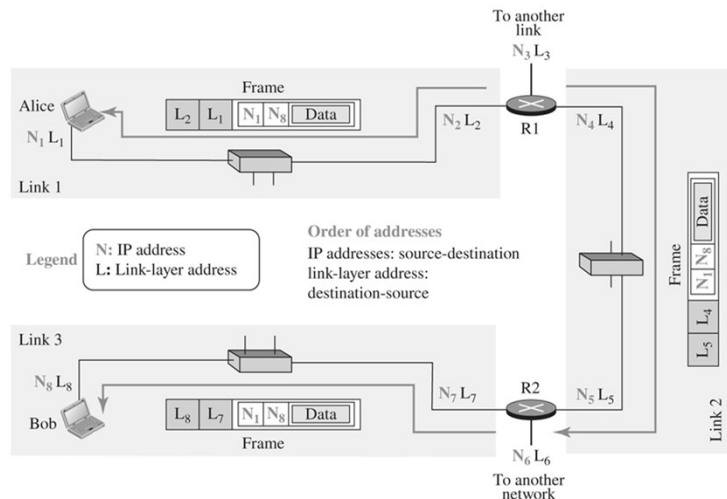 To another
link
N3 L3
Frame
Alice
L2 L1 N1 N8 Data
N1 L1
N2 L2
R1
N4 L4
Link 1
Legend
N: IP address
L: Link-layer address
Order of addresses
IP addresses: source-destination
link-layer address:
destination-source
Frame
L5 L4 N1 N8 Data
Link 2
Link 3
N8 L8
N7 L7
R2
N5 L5
Bob
L8 L7 N1 N8 Data
Frame
N6 L6
To another
network